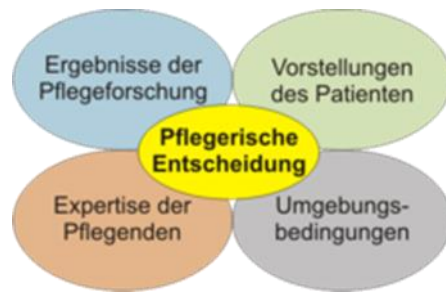 Ergebnisse der
Pflegeforschung
Vorstellungen
des Patienten
Pflegerische
Entscheidung
Expertise der
Pflegenden
Umgebungs-
bedingungen